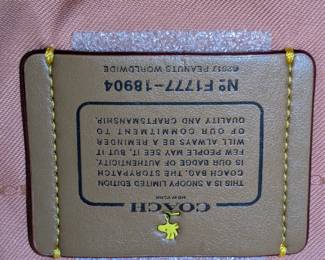 COACH
NEW YORK
THIS IS A SNOOPY LIMITED EDITION
COACH BAG. THE STORYPATCH
IS OUR BADGE OF AUTHENTICITY.
FEW PEOPLE MAY SEE IT, BUT IT
WILL ALWAYS BE A REMINDER
OF OUR COMMITMENT TO
QUALITY AND CRAFTSMANSHIP.
Nº F1777-18904
©2017 PEANUTS WORLDWIDE